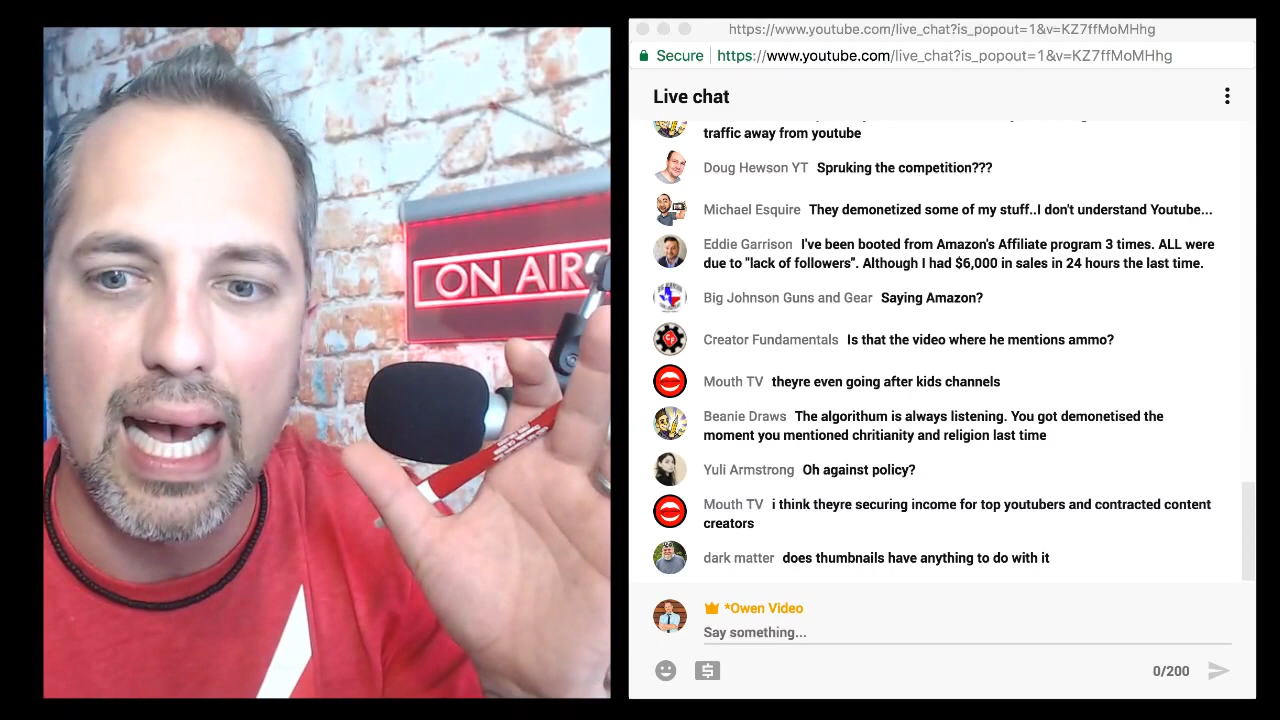 https://www.youtube.com/live_chat?is_popout=1&v=KZ7ffMoMHhg
Secure https://www.youtube.com/live_chat?is_popout=1&v=KZ7ffMoMHhg
Live chat
traffic away from youtube
Doug Hewson YT Spruking the competition???
Michael Esquire They demonetized some of my stuff..I don't understand Youtube...
Eddie Garrison I've been booted from Amazon's Affiliate program 3 times. ALL were
due to "lack of followers". Although I had $6,000 in sales in 24 hours the last time.
Big Johnson Guns and Gear Saying Amazon?
Creator Fundamentals Is that the video where he mentions ammo?
Mouth TV theyre even going after kids channels
Beanie Draws The algorithum is always listening. You got demonetised the
moment you mentioned chritianity and religion last time
Yuli Armstrong Oh against policy?
Mouth TV i think theyre securing income for top youtubers and contracted content
creators
dark matter does thumbnails have anything to do with it
*Owen Video
Say something...
0/200
ON AIR